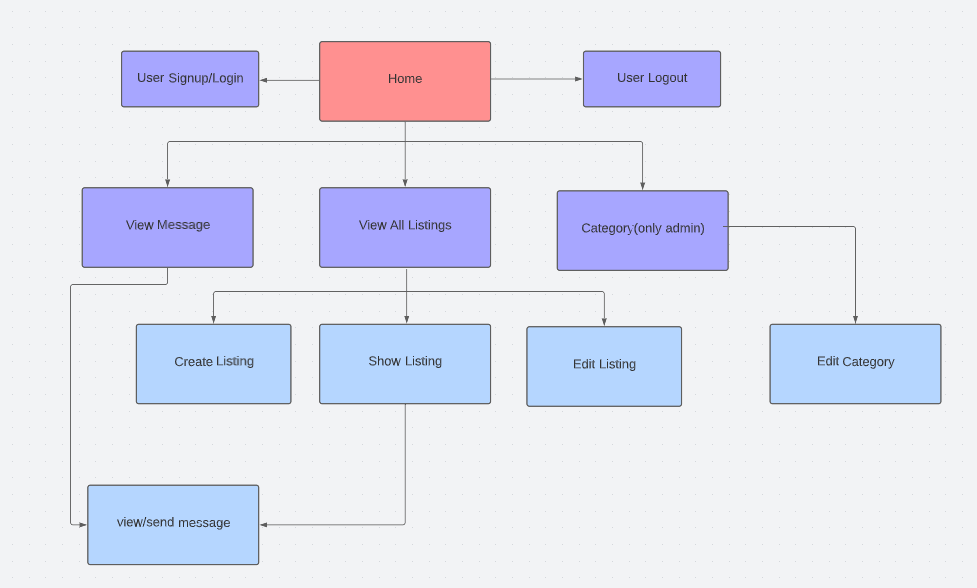 User Signup/Login
Home
User Logout
View Message
View All Listings
Category(only admin)
Create Listing
Show Listing
Edit Listing
Edit Category
view/send message